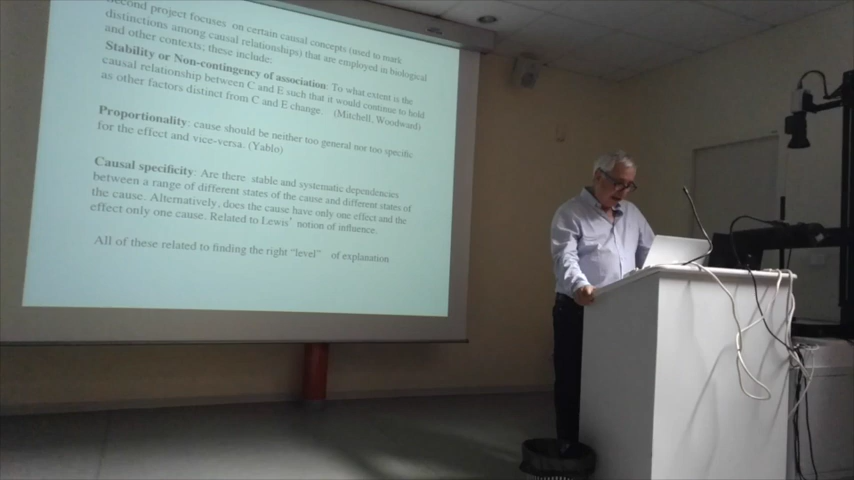 second project focuses on certain causal concepts (used to mark
distinctions among causal relationships) that are employed in biological
and other contexts; these include:
Stability or Non-contingency of association: To what extent is the
causal relationship between C and E such that it would continue to hold
as other factors distinct from C and E change. (Mitchell, Woodward)
Proportionality: cause should be neither too general nor too specific
for the effect and vice-versa. (Yablo)
Causal specificity: Are there stable and systematic dependencies
between a range of different states of the cause and different states of
the cause. Alternatively, does the cause have only one effect and the
effect only one cause. Related to Lewis' notion of influence.
All of these related to finding the right "level" of explanation